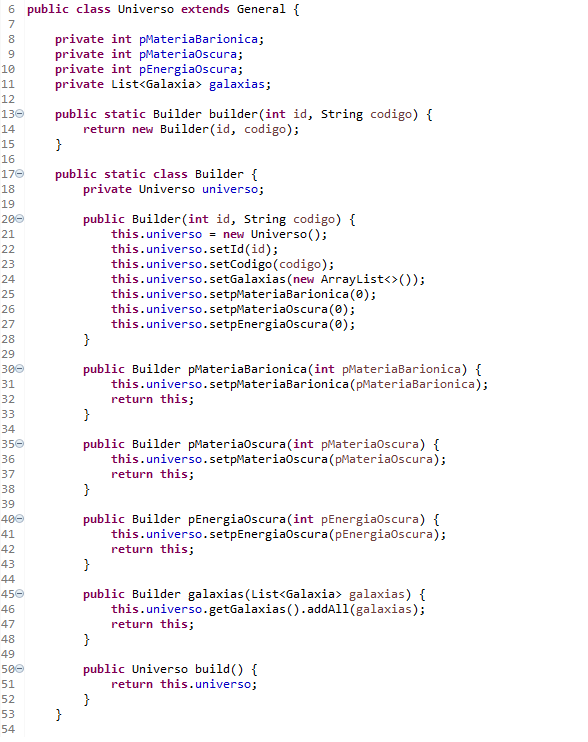 6 public class Universo extends General {
7
8     private int pMateriaBarionica;
9     private int pMateriaOscura;
10     private int pEnergiaOscura;
11     private List<Galaxia> galaxias;
12
13     public static Builder builder(int id, String codigo) {
14         return new Builder(id, codigo);
15     }
16
17     public static class Builder {
18         private Universo universo;
19
20         public Builder(int id, String codigo) {
21             this.universo = new Universo();
22             this.universo.setId(id);
23             this.universo.setCodigo(codigo);
24             this.universo.setGalaxias(new ArrayList<>());
25             this.universo.setpMateriaBarionica(0);
26             this.universo.setpMateriaOscura(0);
27             this.universo.setpEnergiaOscura(0);
28         }
29
30         public Builder pMateriaBarionica(int pMateriaBarionica) {
31             this.universo.setpMateriaBarionica(pMateriaBarionica);
32             return this;
33         }
34
35         public Builder pMateriaOscura(int pMateriaOscura) {
36             this.universo.setpMateriaOscura(pMateriaOscura);
37             return this;
38         }
39
40         public Builder pEnergiaOscura(int pEnergiaOscura) {
41             this.universo.setpEnergiaOscura(pEnergiaOscura);
42             return this;
43         }
44
45         public Builder galaxias(List<Galaxia> galaxias) {
46             this.universo.getGalaxias().addAll(galaxias);
47             return this;
48         }
49
50         public Universo build() {
51             return this.universo;
52         }
53     }
54